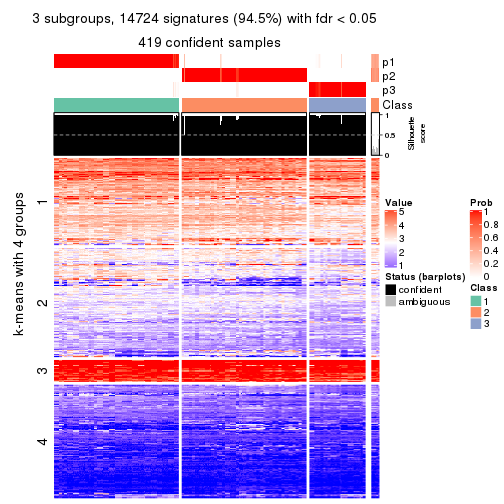 3 subgroups, 14724 signatures (94.5%) with fdr < 0.05
419 confident samples
p1
p2
p3
Class
1
0.5
0
Silhouette
score
k-means with 4 groups
1
2
3
4
Value
5
4
3
2
1
Status (barplots)
confident
ambiguous
Prob
1
0.8
0.6
0.4
0.2
0
Class
1
2
3